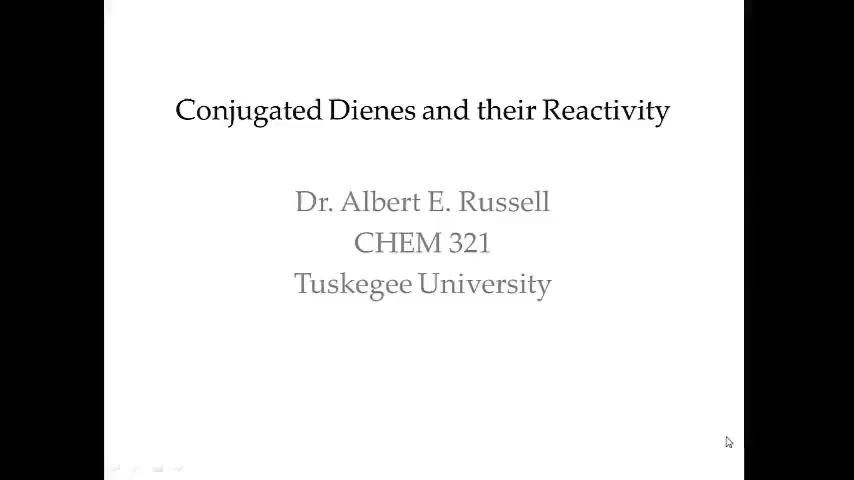 Conjugated Dienes and their Reactivity
Dr. Albert E. Russell
CHEM 321
Tuskegee University